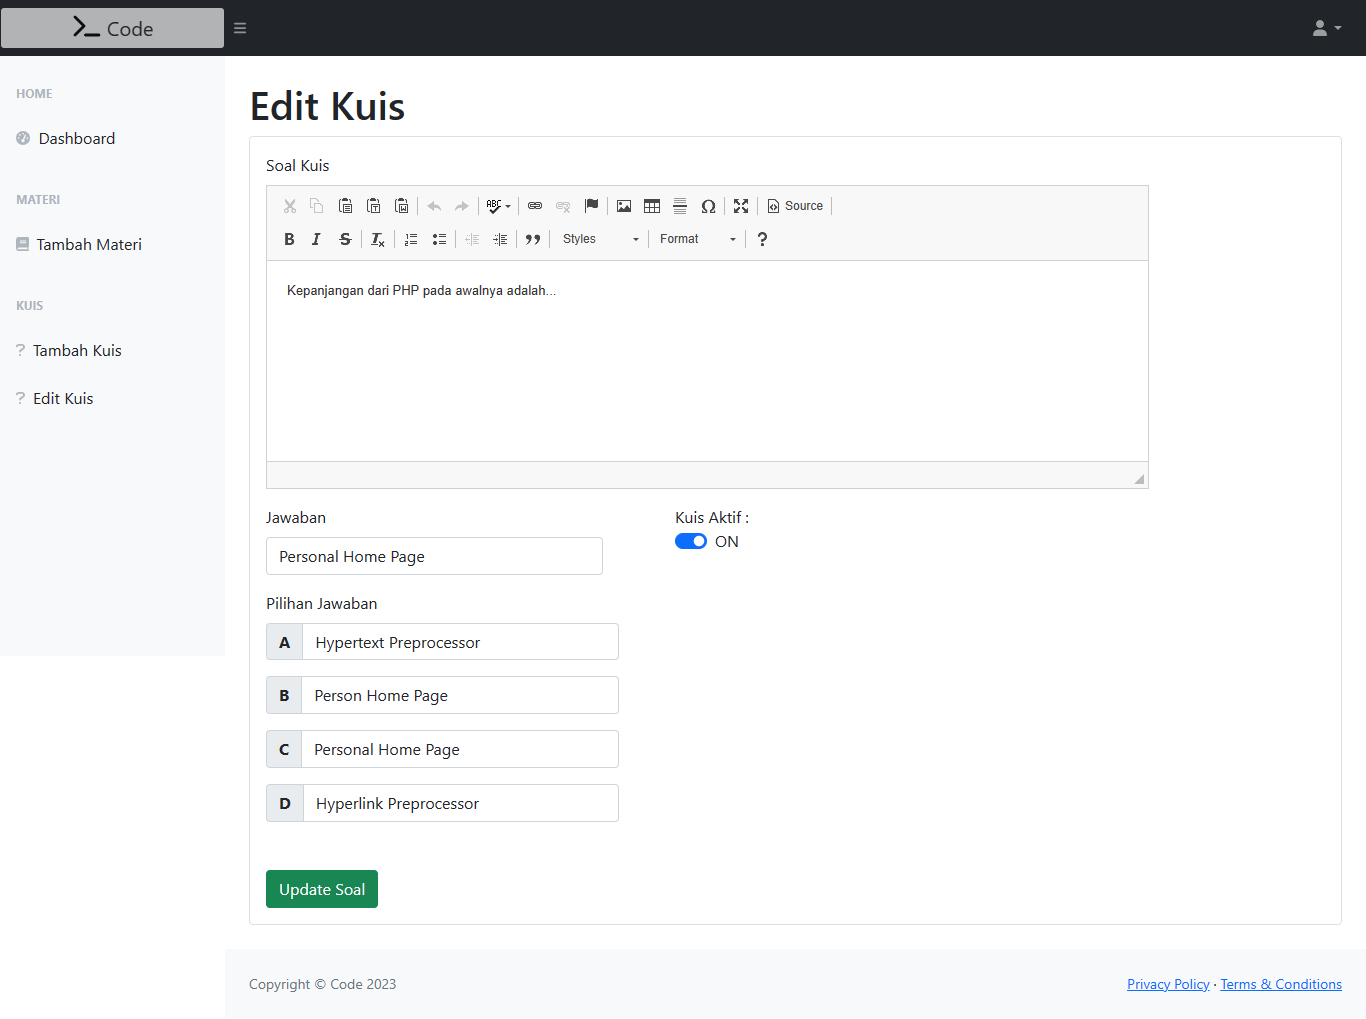 Code
HOME
Dashboard
MATERI
Tambah Materi
KUIS
? Tambah Kuis
? Edit Kuis
Edit Kuis
Soal Kuis
ABC
Source
B I S Tx
Styles
Format
?
Kepanjangan dari PHP pada awalnya adalah...
Jawaban
Personal Home Page
Kuis Aktif :
ON
Pilihan Jawaban
A Hypertext Preprocessor
B Person Home Page
C Personal Home Page
D Hyperlink Preprocessor
Update Soal
Copyright © Code 2023
Privacy Policy · Terms & Conditions